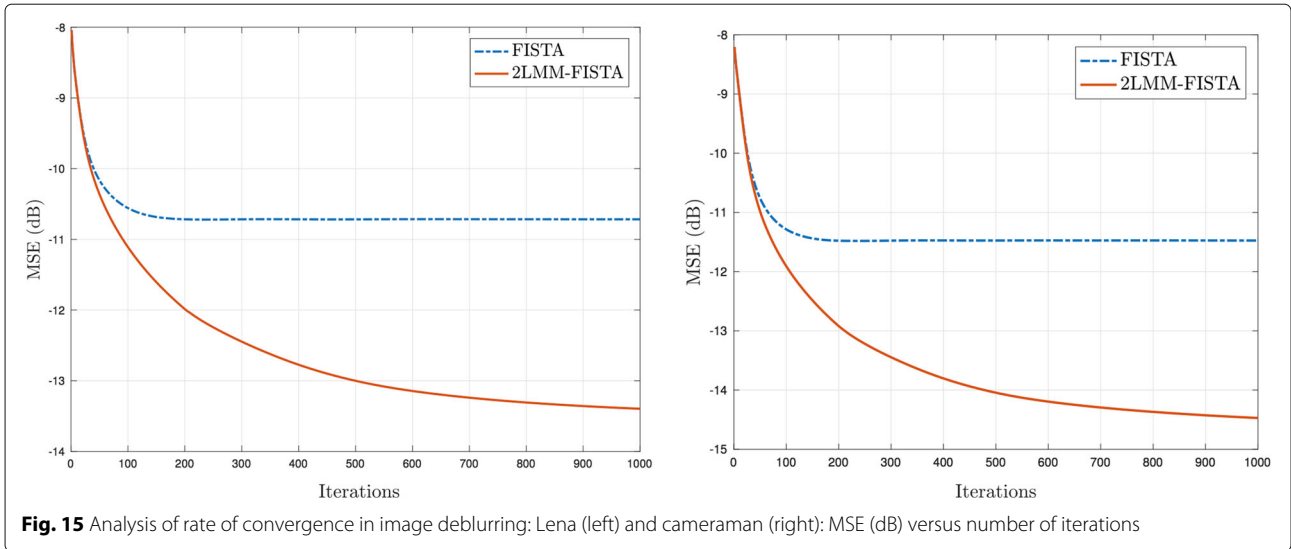 -8
-9
-10
-11
-12
-13
-14
MSE (dB)
FISTA
2LMM-FISTA
0 100 200 300 400 500 600 700 800 900 1000
Iterations
-8
-9
-10
-11
-12
-13
-14
-15
MSE (dB)
FISTA
2LMM-FISTA
0 100 200 300 400 500 600 700 800 900 1000
Iterations
Fig. 15 Analysis of rate of convergence in image deblurring: Lena (left) and cameraman (right): MSE (dB) versus number of iterations